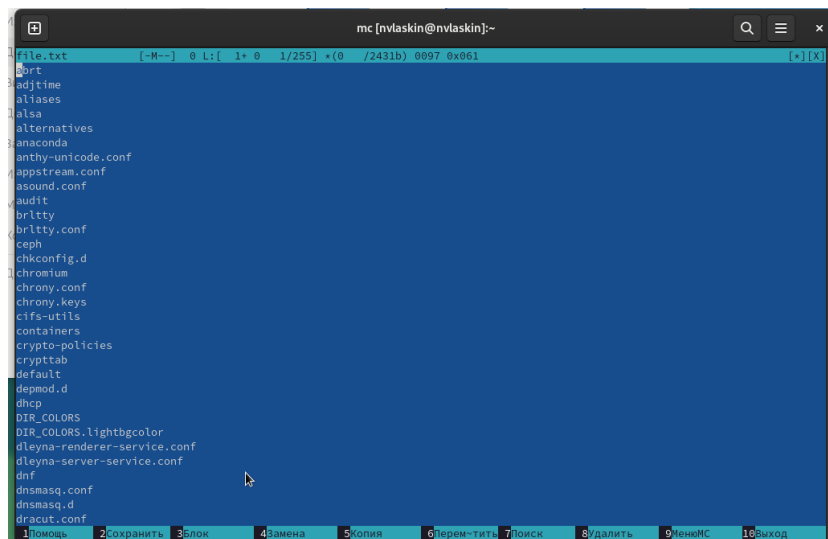 mc [nvlaskin@nvlaskin]:~
file.txt [-M--] 0 L:[ 1+ 0 1/255] *(0 /2431b) 0097 0x061 [*][X]
abrt
adjtime
aliases
alsa
alternatives
anaconda
anthy-unicode.conf
appstream.conf
asound.conf
audit
brltty
brltty.conf
ceph
chkconfig.d
chromium
chrony.conf
chrony.keys
cifs-utils
containers
crypto-policies
crypttab
default
depmod.d
dhcp
DIR_COLORS
DIR_COLORS.lightbgcolor
dleyna-renderer-service.conf
dleyna-server-service.conf
dnf
dnsmasq.conf
dnsmasq.d
dracut.conf
1Помощь 2Сохранить 3Блок 4Замена 5Копия 6Перем~тить 7Поиск 8Удалить 9МенюMC 10Выход